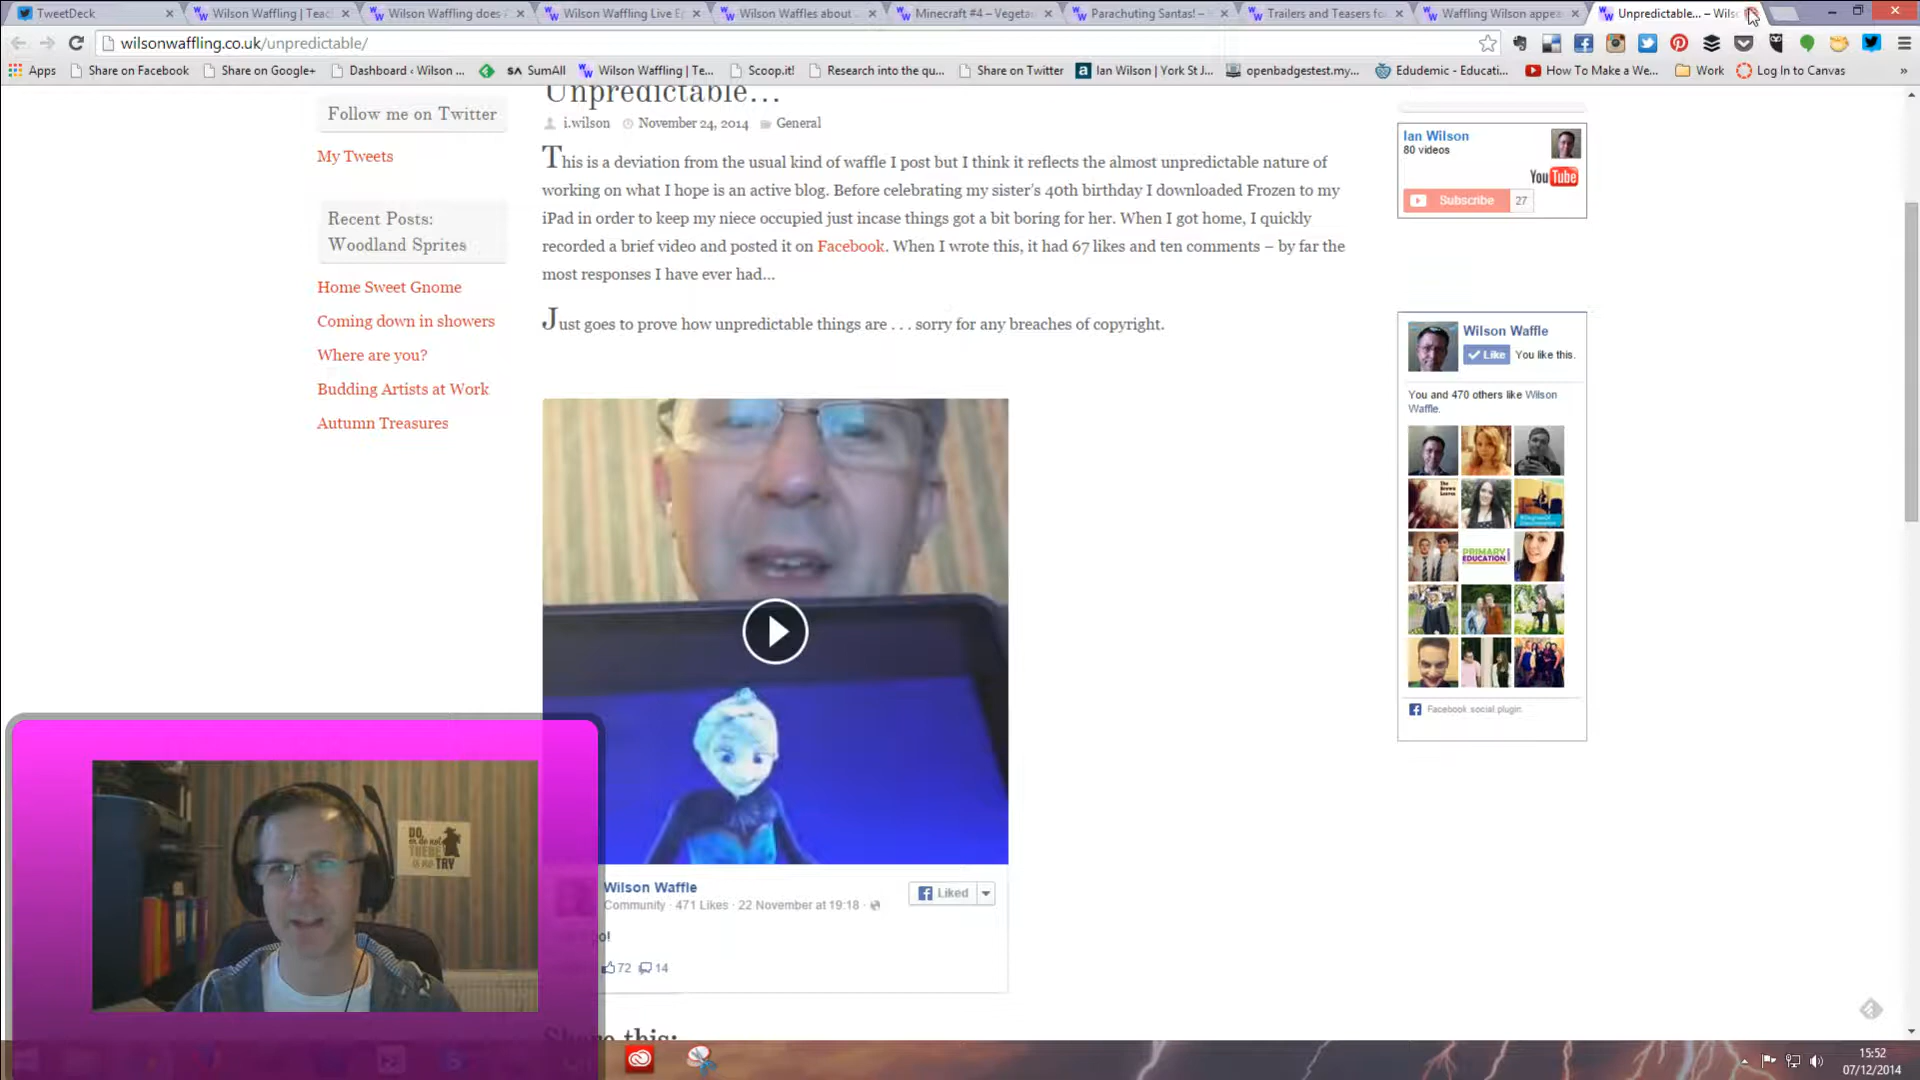 TweetDeck
Wilson Waffling | Teac
Wilson Waffling does A
Wilson Waffling Live Ep
Wilson Waffles about
Minecraft #4 – Vegeta
Parachuting Santas! –
Trailers and Teasers fo
Waffling Wilson appea
Unpredictable... – Wils
wilsonwaffling.co.uk/unpredictable/
Apps
Share on Facebook
Share on Google+
Dashboard ‹ Wilson ...
SumAll
Wilson Waffling | Te...
Scoop.it!
Research into the qu...
Share on Twitter
Ian Wilson | York St J...
openbadgestest.my...
Edudemic - Educati...
How To Make a We...
Work
Log In to Canvas
»
Follow me on Twitter
My Tweets
Recent Posts:
Woodland Sprites
Home Sweet Gnome
Coming down in showers
Where are you?
Budding Artists at Work
Autumn Treasures
Unpredictable…
i.wilson November 24, 2014 General
This is a deviation from the usual kind of waffle I post but I think it reflects the almost unpredictable nature of
working on what I hope is an active blog. Before celebrating my sister's 40th birthday I downloaded Frozen to my
iPad in order to keep my niece occupied just incase things got a bit boring for her. When I got home, I quickly
recorded a brief video and posted it on Facebook. When I wrote this, it had 67 likes and ten comments – by far the
most responses I have ever had…
Just goes to prove how unpredictable things are . . . sorry for any breaches of copyright.
Wilson Waffle
Liked
Community · 471 Likes · 22 November at 19:18 ·
72 14
Share this:
Ian Wilson
80 videos
YouTube
Subscribe 27
Wilson Waffle
Like You like this.
You and 470 others like Wilson
Waffle.
PRIMARY
EDUCATION
Facebook social plugin
DO,
or do not
THERE
is no TRY
15:52
07/12/2014